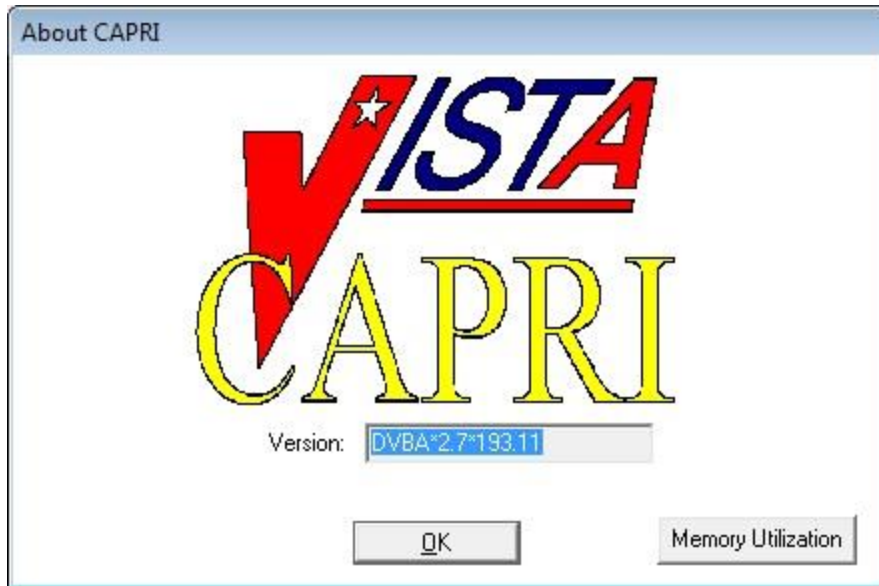 About CAPRI
VISTA
CAPRI
Version: DVBA*2.7*193.11
OK
Memory Utilization